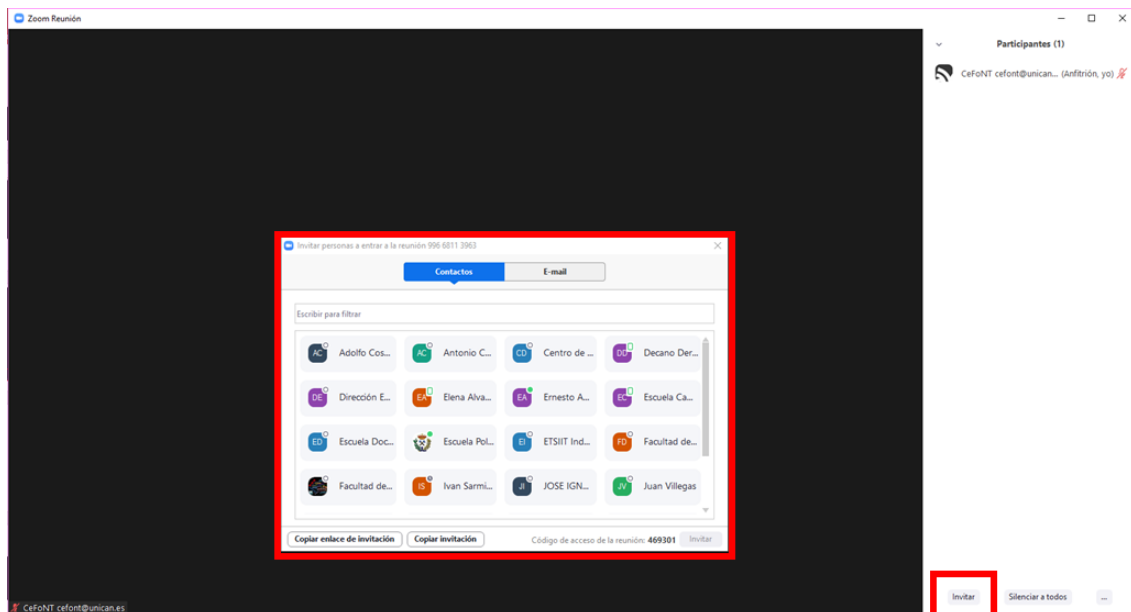 Zoom Reunión
Participantes (1)
CeFoNT cefont@unican... (Anfitrión, yo)
Invitar personas a entrar a la reunión 996 6811 3963
Contactos E-mail
Escribir para filtrar
AC Adolfo Cos... AC Antonio C... CD Centro de ... DD Decano Der...
DE Dirección E... EA Elena Alva... EA Ernesto A... EC Escuela Ca...
ED Escuela Doc... Escuela Pol... EI ETSIIT Ind... FD Facultad de...
Facultad de... IS Ivan Sarmi... JI JOSE IGN... JV Juan Villegas
Copiar enlace de invitación Copiar invitación Código de acceso de la reunión: 469301 Invitar
Invitar Silenciar a todos ...
CeFoNT cefont@unican.es